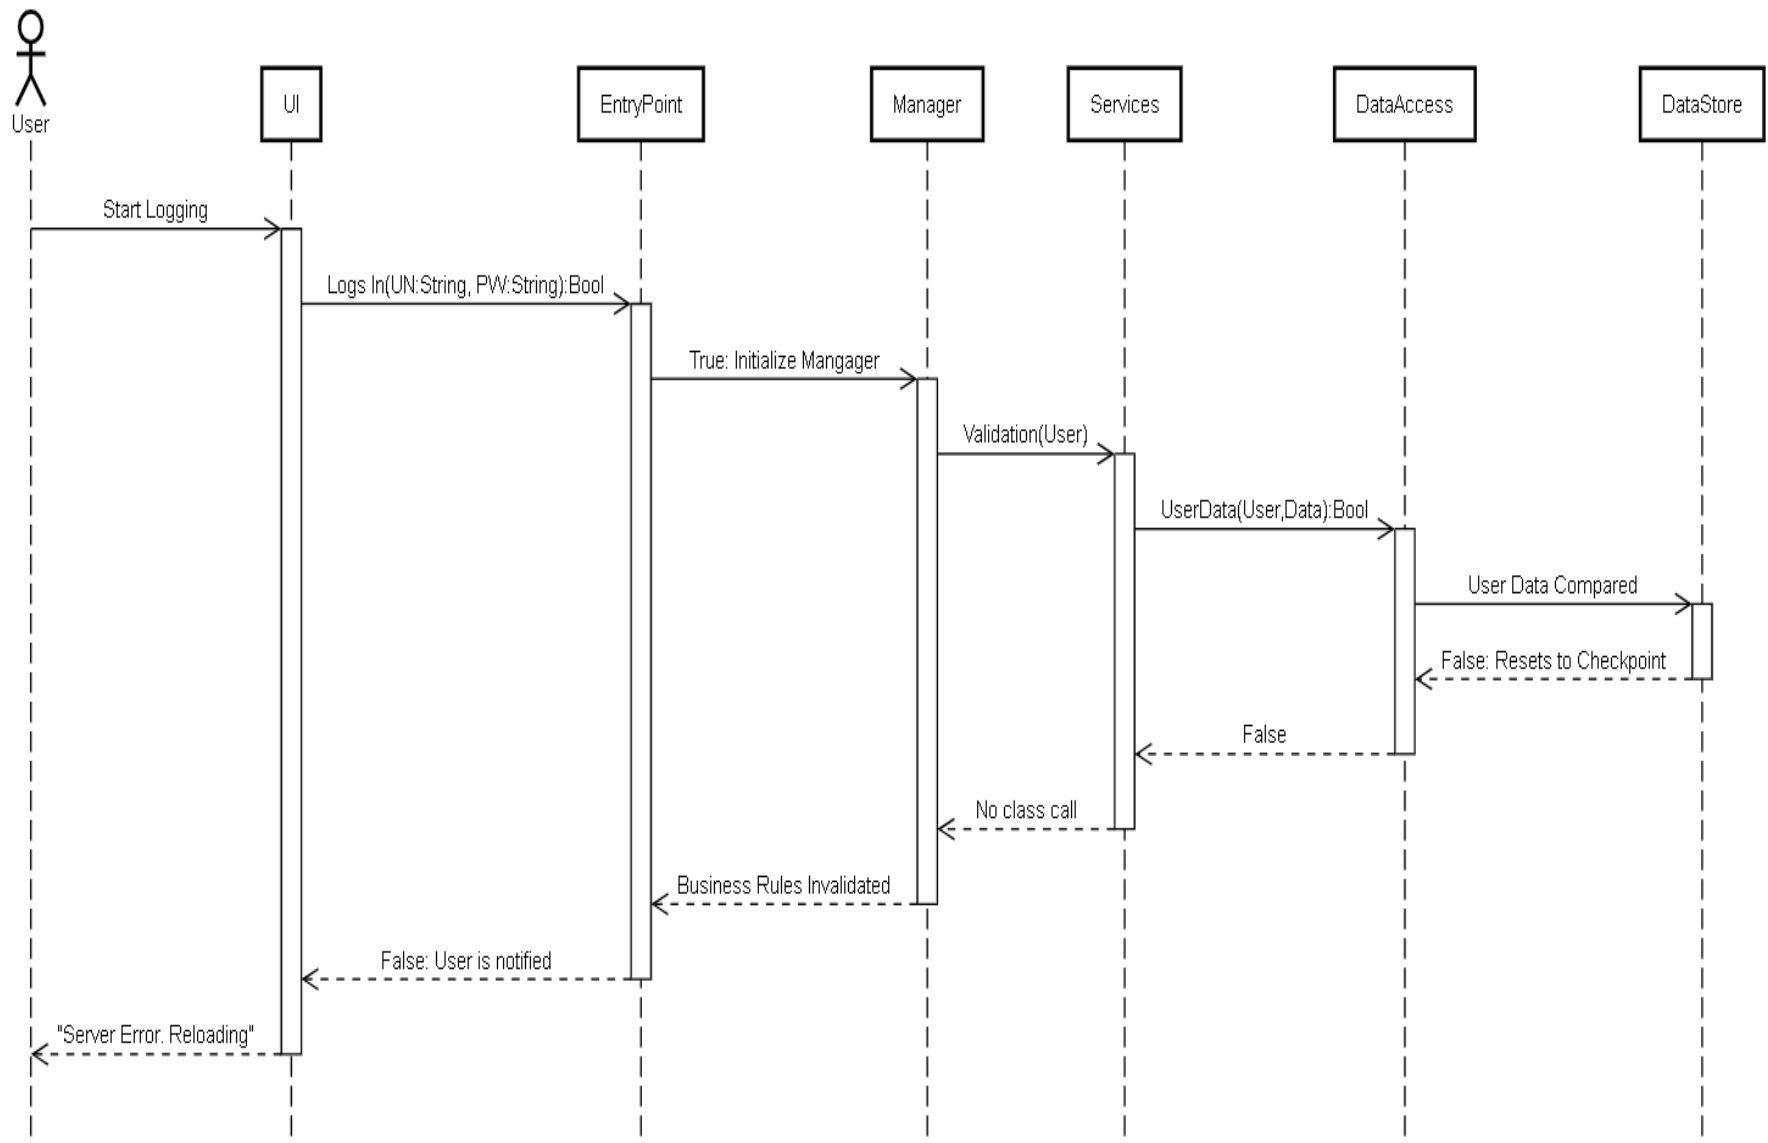 User
UI
EntryPoint
Manager
Services
DataAccess
DataStore
Start Logging
Logs In(UN:String, PW:String):Bool
True: Initialize Mangager
Validation(User)
UserData(User,Data):Bool
User Data Compared
False: Resets to Checkpoint
False
No class call
Business Rules Invalidated
False: User is notified
"Server Error. Reloading"